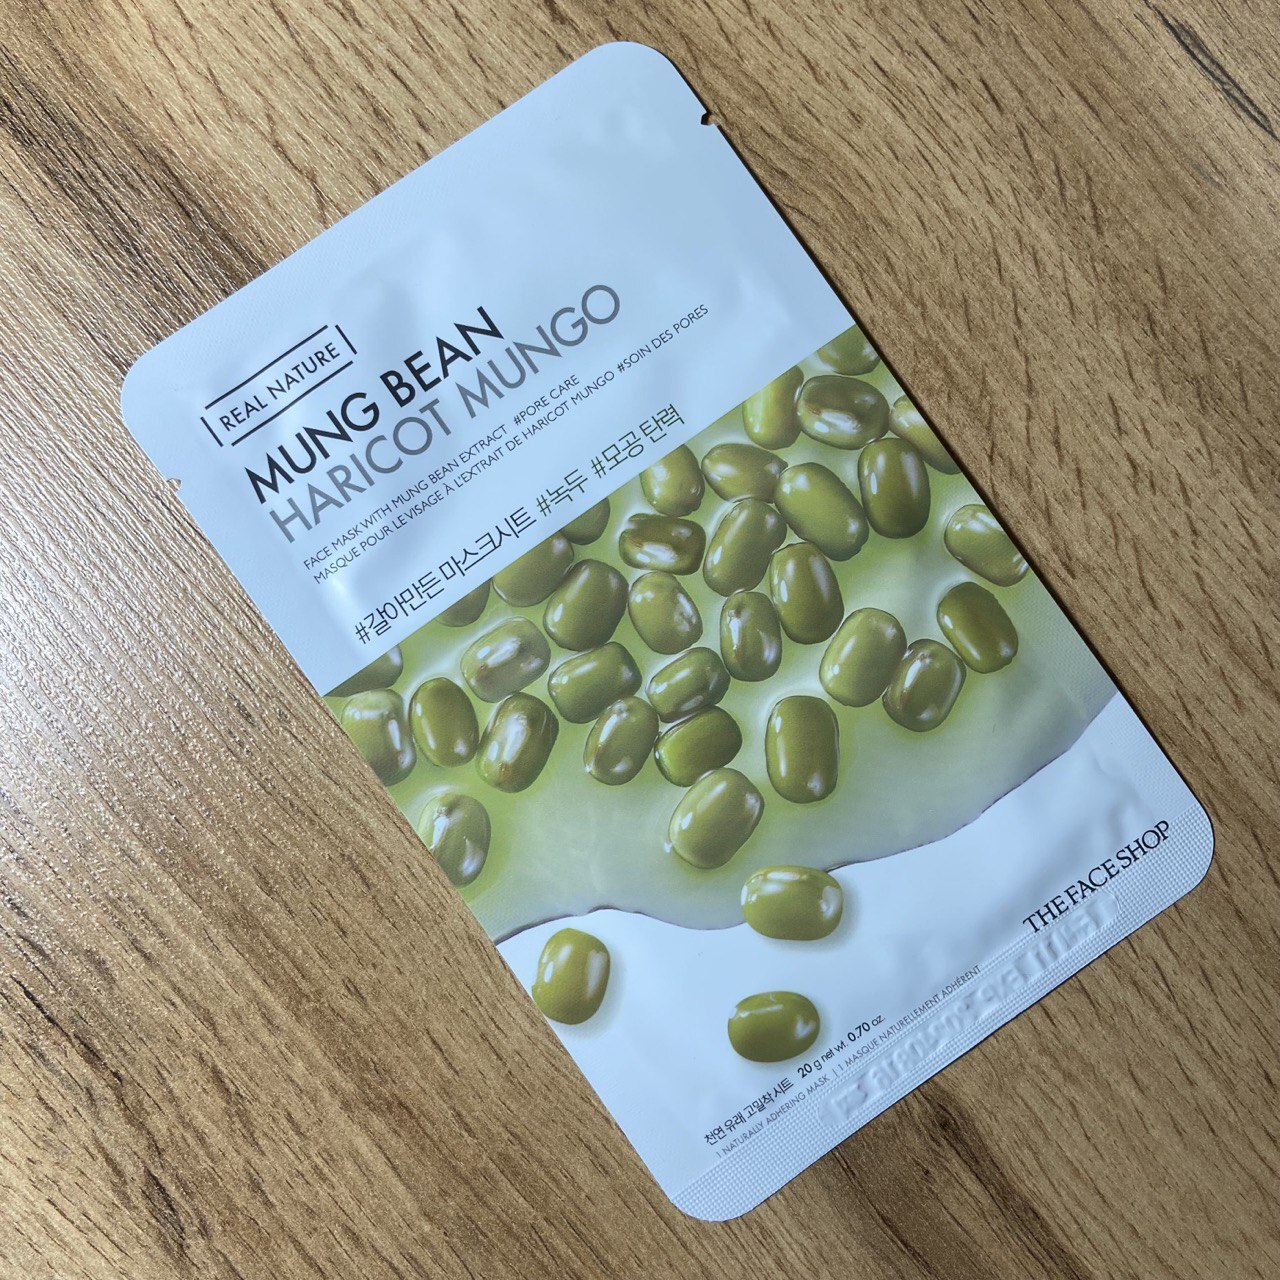 REAL NATURE
MUNG BEAN
HARICOT MUNGO
FACE MASK WITH MUNG BEAN EXTRACT #PORE CARE
MASQUE POUR LE VISAGE À L'EXTRAIT DE HARICOT MUNGO #SOIN DES PORES
#갈아만든 마스크시트 #녹두 #모공 탄력
THE FACE SHOP
천연 유래 고밀착 시트 20 g net wt. 0.70 oz.
1 NATURALLY ADHERING MASK | 1 MASQUE NATURELLEMENT ADHÉRENT